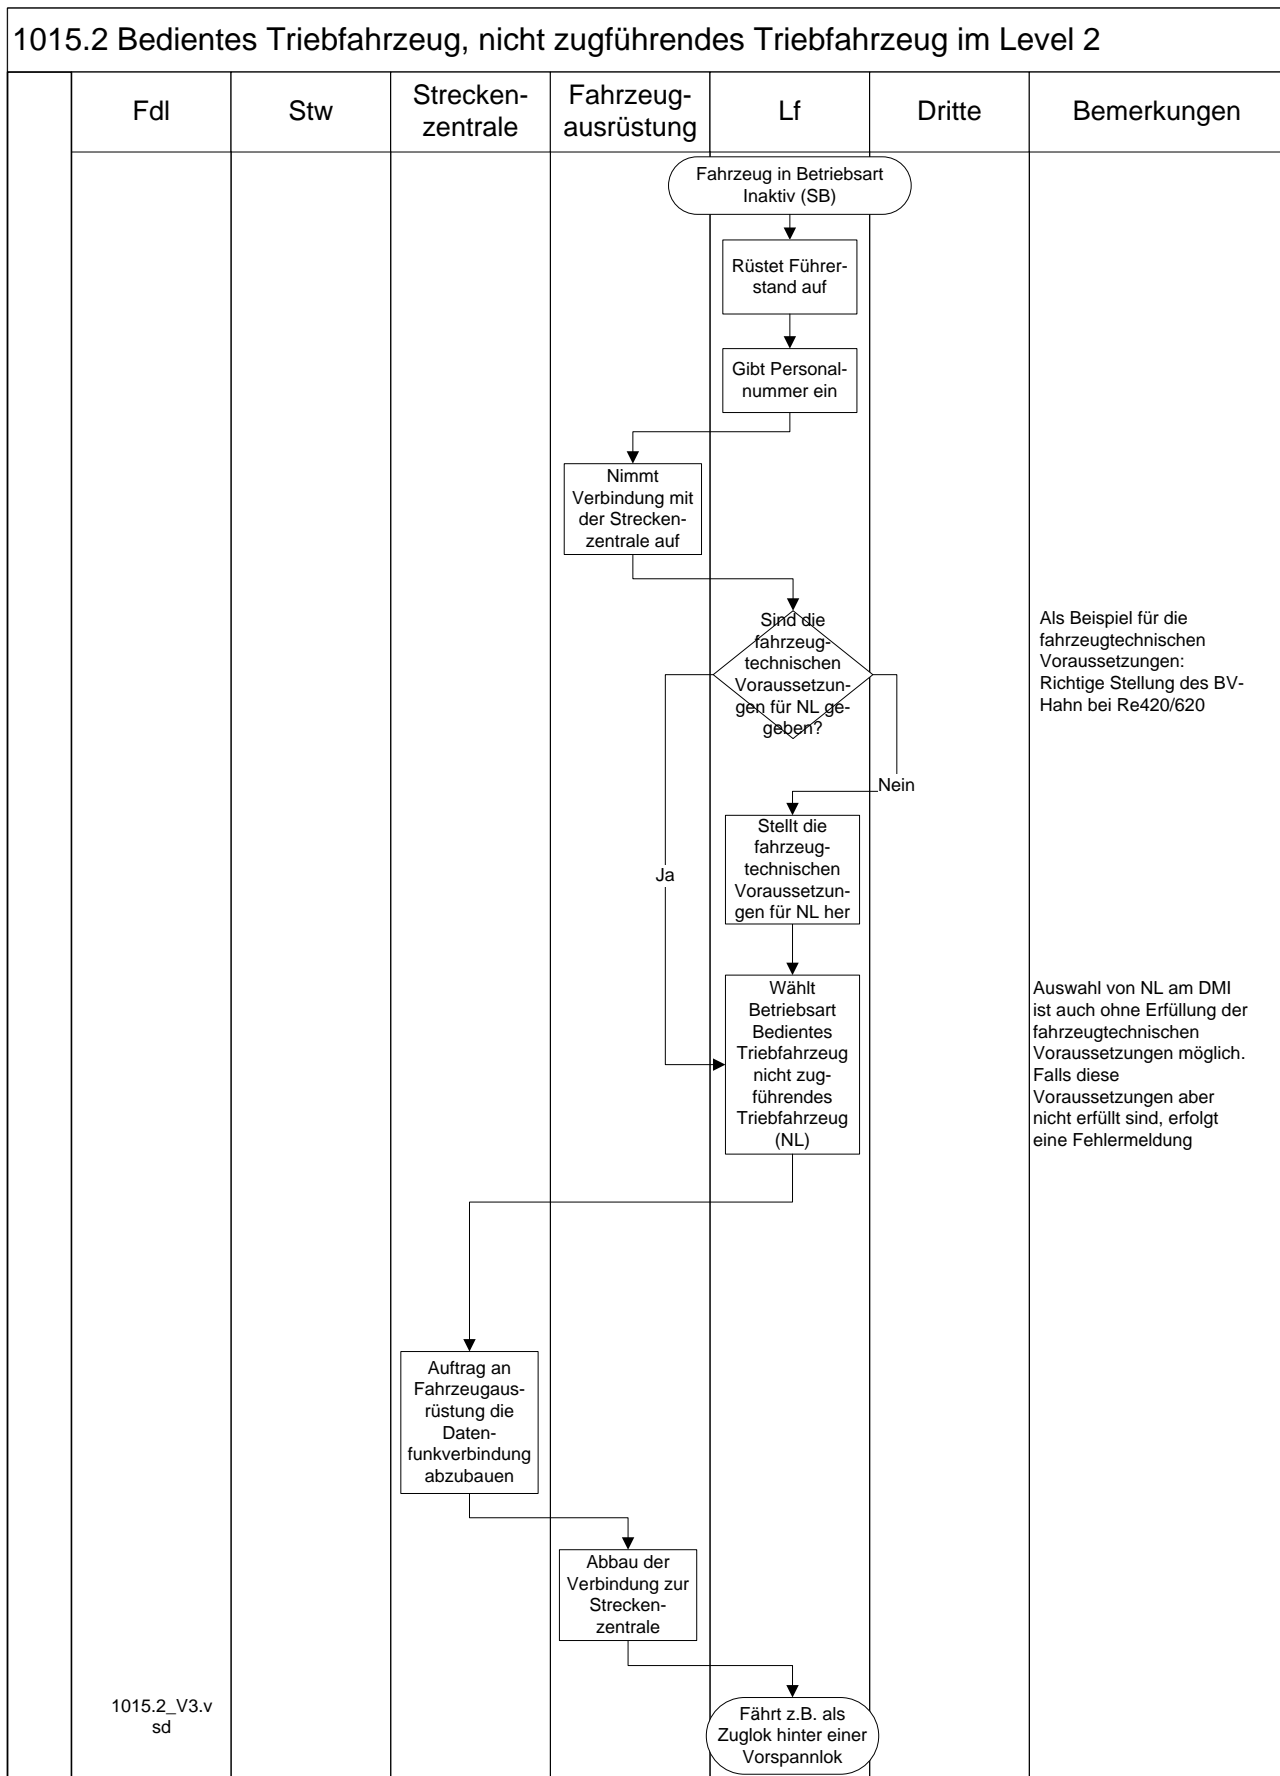 1015.2 Bedientes Triebfahrzeug, nicht zugführendes Triebfahrzeug im Level 2
Fdl
Stw
Strecken-
zentrale
Fahrzeug-
ausrüstung
Lf
Dritte
Bemerkungen
Fahrzeug in Betriebsart
Inaktiv (SB)
Rüstet Führer-
stand auf
Gibt Personal-
nummer ein
Nimmt
Verbindung mit
der Strecken-
zentrale auf
Sind die
fahrzeug-
technischen
Voraussetzun-
gen für NL ge-
geben?
Als Beispiel für die
fahrzeugtechnischen
Voraussetzungen:
Richtige Stellung des BV-
Hahn bei Re420/620
Nein
Stellt die
fahrzeug-
technischen
Voraussetzun-
gen für NL her
Ja
Wählt
Betriebsart
Bedientes
Triebfahrzeug
nicht zug-
führendes
Triebfahrzeug
(NL)
Auswahl von NL am DMI
ist auch ohne Erfüllung der
fahrzeugtechnischen
Voraussetzungen möglich.
Falls diese
Voraussetzungen aber
nicht erfüllt sind, erfolgt
eine Fehlermeldung
Auftrag an
Fahrzeugaus-
rüstung die
Daten-
funkverbindung
abzubauen
Abbau der
Verbindung zur
Strecken-
zentrale
Fährt z.B. als
Zuglok hinter einer
Vorspannlok
1015.2_V3.v
sd